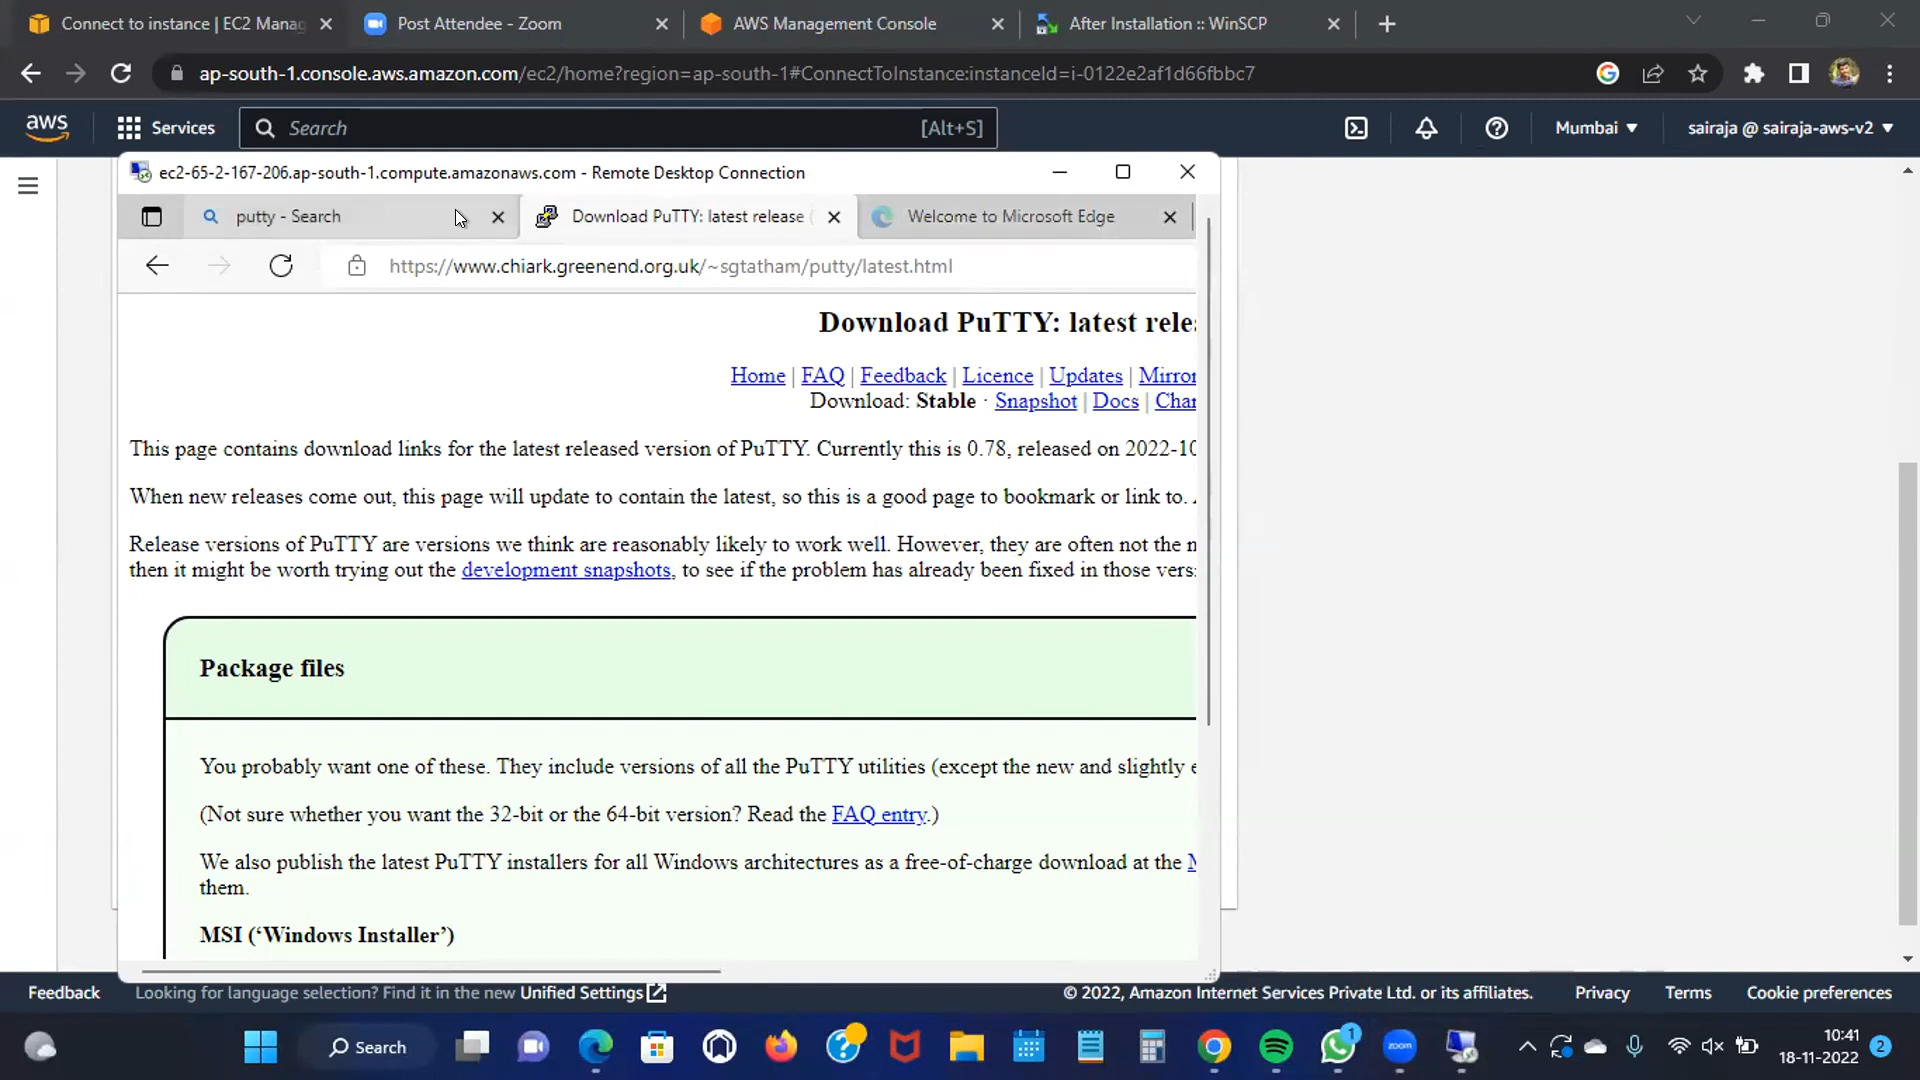 Connect to instance | EC2 Manag
Post Attendee - Zoom
AWS Management Console
After Installation :: WinSCP
ap-south-1.console.aws.amazon.com/ec2/home?region=ap-south-1#ConnectToInstance:instanceId=i-0122e2af1d66fbbc7
aws
Services
Search
[Alt+S]
Mumbai
sairaja @ sairaja-aws-v2
ec2-65-2-167-206.ap-south-1.compute.amazonaws.com - Remote Desktop Connection
putty - Search
Download PuTTY: latest release (
Welcome to Microsoft Edge
https://www.chiark.greenend.org.uk/~sgtatham/putty/latest.html
Download PuTTY: latest rele
Home | FAQ | Feedback | Licence | Updates | Mirror
Download: Stable · Snapshot | Docs | Char
This page contains download links for the latest released version of PuTTY. Currently this is 0.78, released on 2022-10
When new releases come out, this page will update to contain the latest, so this is a good page to bookmark or link to.
Release versions of PuTTY are versions we think are reasonably likely to work well. However, they are often not the
then it might be worth trying out the development snapshots, to see if the problem has already been fixed in those vers
Package files
You probably want one of these. They include versions of all the PuTTY utilities (except the new and slightly
(Not sure whether you want the 32-bit or the 64-bit version? Read the FAQ entry.)
We also publish the latest PuTTY installers for all Windows architectures as a free-of-charge download at the
them.
MSI (‘Windows Installer’)
Feedback
Looking for language selection? Find it in the new Unified Settings
© 2022, Amazon Internet Services Private Ltd. or its affiliates.
Privacy
Terms
Cookie preferences
Search
zoom
1
10:41
18-11-2022
2